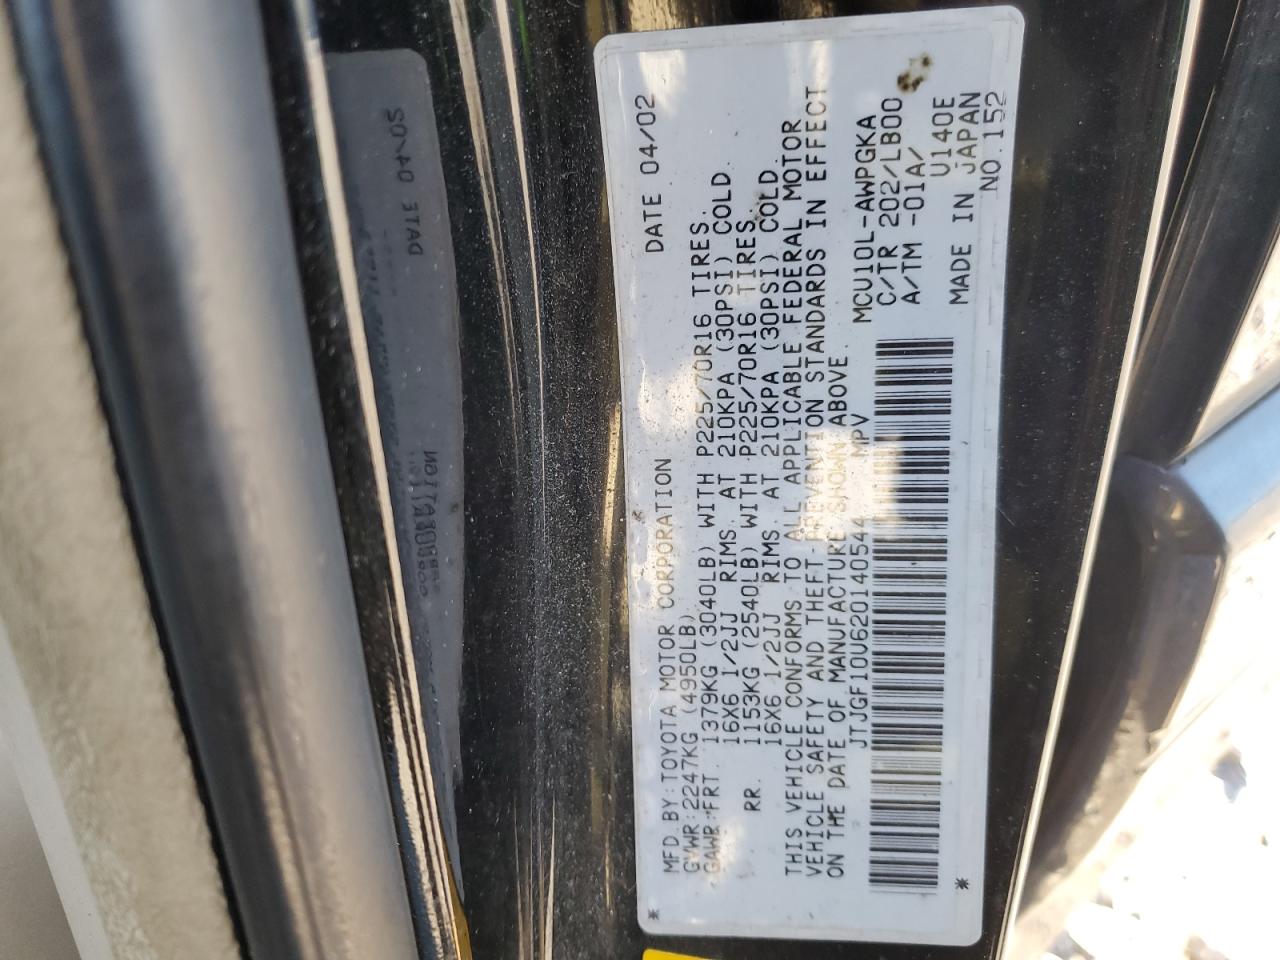 DATE 04/02
MFD BY:TOYOTA MOTOR CORPORATION
GVWR:2247KG (4950LB)
GAWR:FRT. 1379KG (3040LB) WITH P225/70R16 TIRES.
16X6 1/2JJ RIMS, AT 210KPA (30PSI) COLD.
RR. 1153KG (2540LB) WITH P225/70R16 TIRES.
16X6 1/2JJ RIMS, AT 210KPA (30PSI) COLD.
THIS VEHICLE CONFORMS TO ALL APPLICABLE FEDERAL MOTOR
VEHICLE SAFETY AND THEFT PREVENTION STANDARDS IN EFFECT
ON THE DATE OF MANUFACTURE SHOWN ABOVE.
JTJGF10U620140544 MPV
MCU10L-AWPGKA
C/TR 202/LB00
A/TM -01A/
U140E
MADE IN JAPAN
NO.152
* *